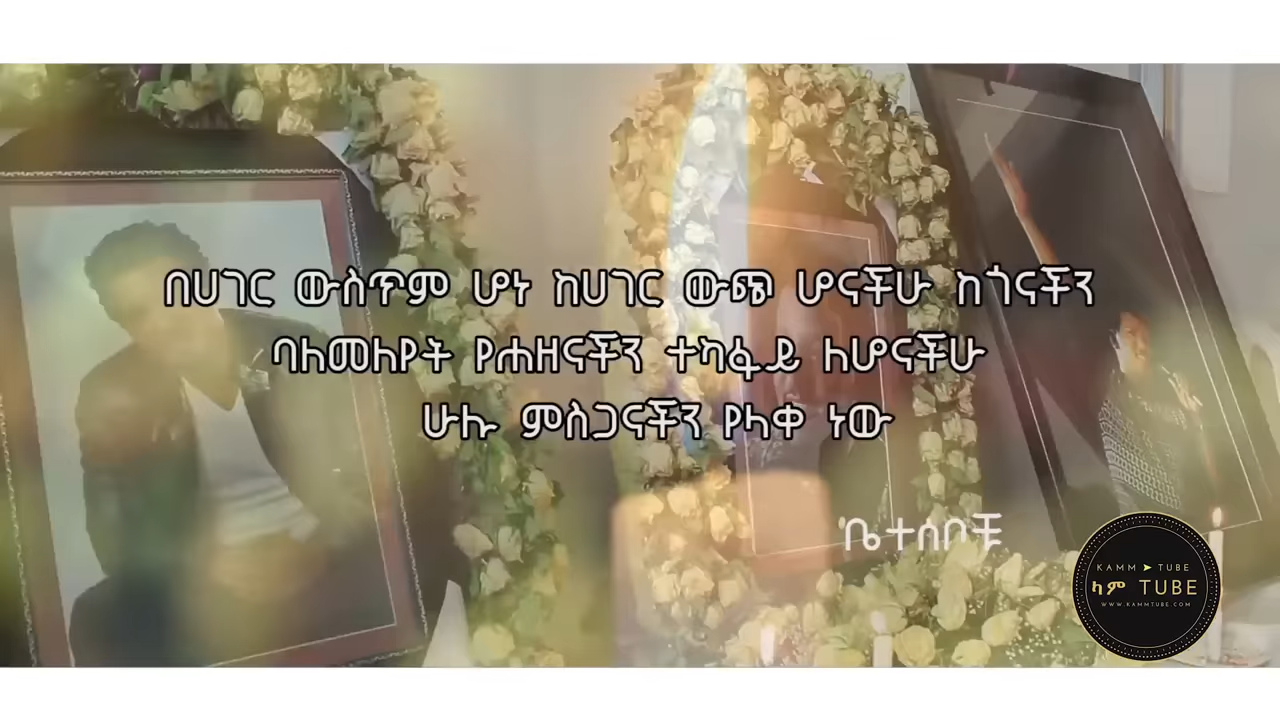 በሀገር ውስጥም ሆነ ከሀገር ውጭ ሆናችሁ ከጎናችን
ባለመለየት የሐዘናችን ተካፋይ ለሆናችሁ
ሁሉ ምስጋናችን የላቀ ነው
ቤተሰቦቹ
KAMM TUBE
ካም TUBE
WWW.KAMMTUBE.COM